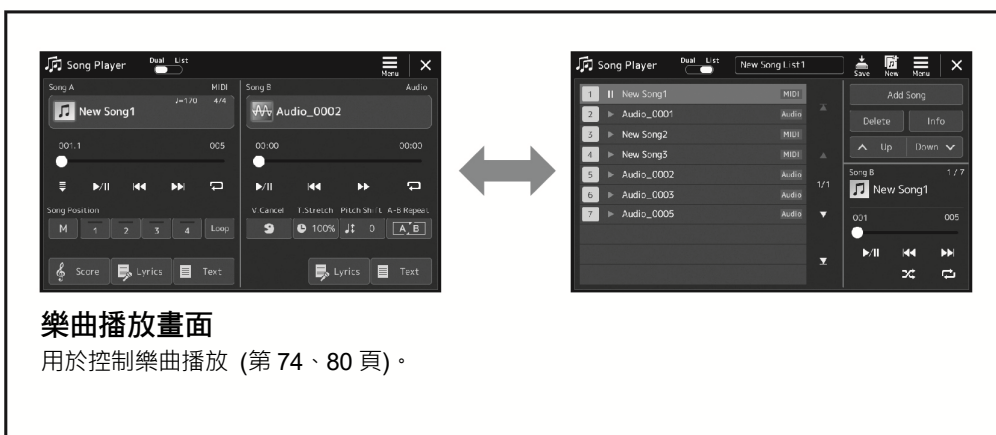 Song Player Dual List Menu
Song A MIDI
♩=170 4/4
New Song1
001.1 005
Song Position
M 1 2 3 4 Loop
Score Lyrics Text
Song B Audio
Audio_0002
00:00 00:00
V.Cancel T.Stretch Pitch Shift A-B Repeat
100% 0 A B
Lyrics Text
Song Player Dual List New Song List1 Save New Menu
1 New Song1 MIDI
2 Audio_0001 Audio
3 New Song2 MIDI
4 New Song3 MIDI
5 Audio_0002 Audio
6 Audio_0003 Audio
7 Audio_0005 Audio
1/1
Add Song
Delete Info
Up Down
Song B 1 / 7
New Song1
001 005
樂曲播放畫面
用於控制樂曲播放 (第 74、80 頁)。